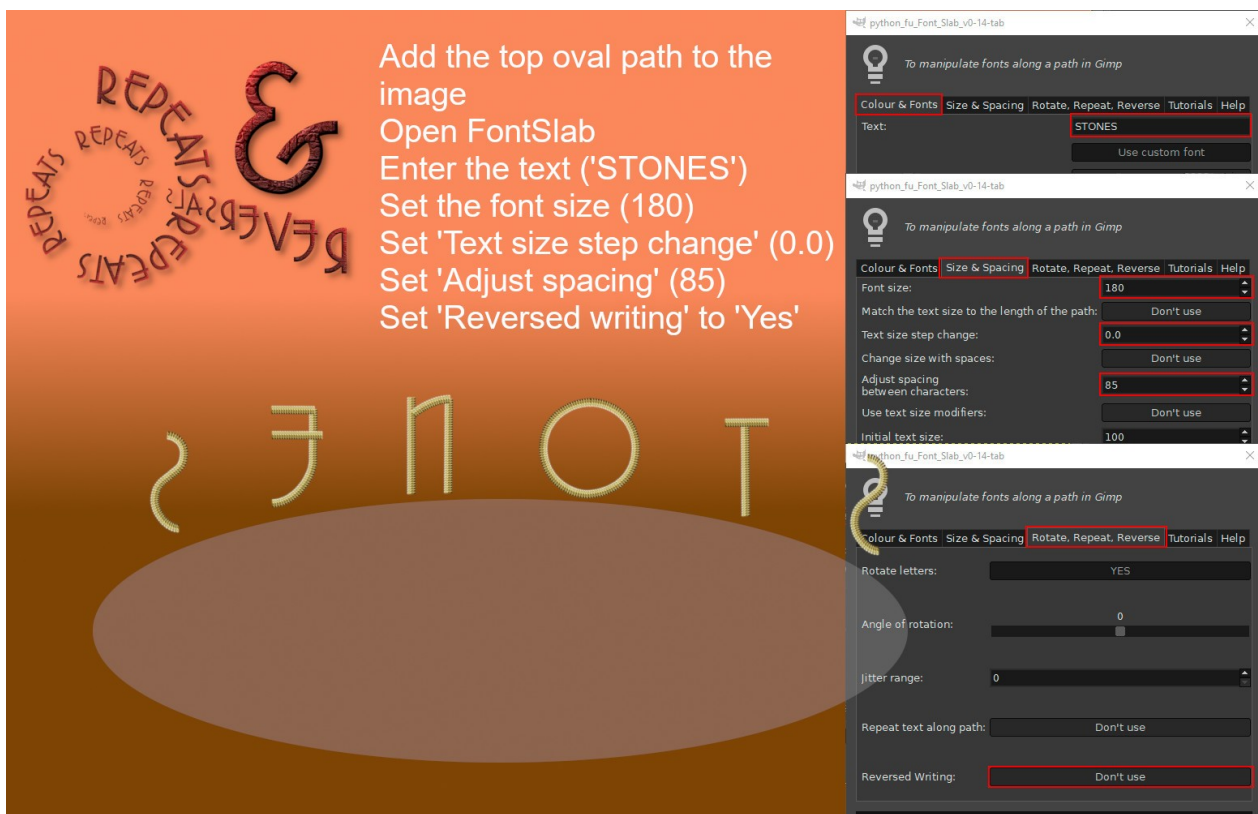 REPEATS REPEATS REPEATS REPEATS REPEATS REPEATS
&
REVERSALS
Add the top oval path to the
image
Open FontSlab
Enter the text ('STONES')
Set the font size (180)
Set 'Text size step change' (0.0)
Set 'Adjust spacing' (85)
Set 'Reversed writing' to 'Yes'
STONES
python_fu_Font_Slab_v0-14-tab
To manipulate fonts along a path in Gimp
Colour & Fonts Size & Spacing Rotate, Repeat, Reverse Tutorials Help
Text: STONES
Use custom font
python_fu_Font_Slab_v0-14-tab
To manipulate fonts along a path in Gimp
Colour & Fonts Size & Spacing Rotate, Repeat, Reverse Tutorials Help
Font size: 180
Match the text size to the length of the path: Don't use
Text size step change: 0.0
Change size with spaces: Don't use
Adjust spacing
between characters: 85
Use text size modifiers: Don't use
Initial text size: 100
python_fu_Font_Slab_v0-14-tab
To manipulate fonts along a path in Gimp
Colour & Fonts Size & Spacing Rotate, Repeat, Reverse Tutorials Help
Rotate letters: YES
Angle of rotation: 0
Jitter range: 0
Repeat text along path: Don't use
Reversed Writing: Don't use